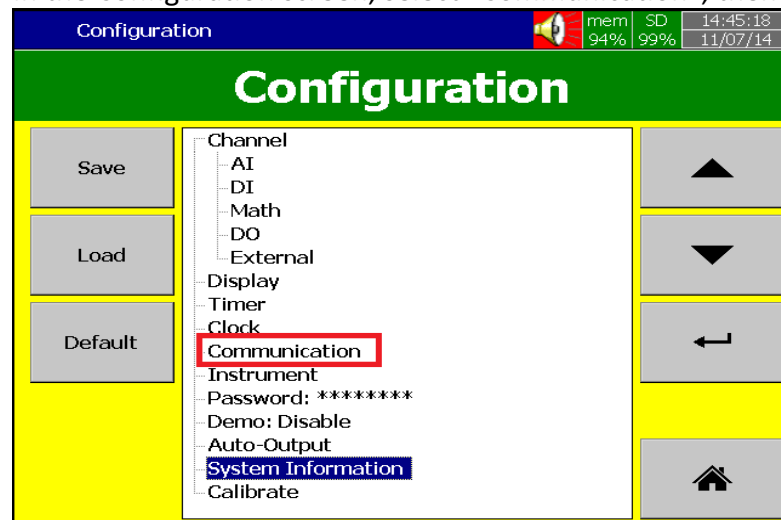 Configuration mem SD 14:45:18
94% 99% 11/07/14
Configuration
Save
Load
Default
Channel
AI
DI
Math
DO
External
Display
Timer
Clock
Communication
Instrument
Password: ********
Demo: Disable
Auto-Output
System Information
Calibrate